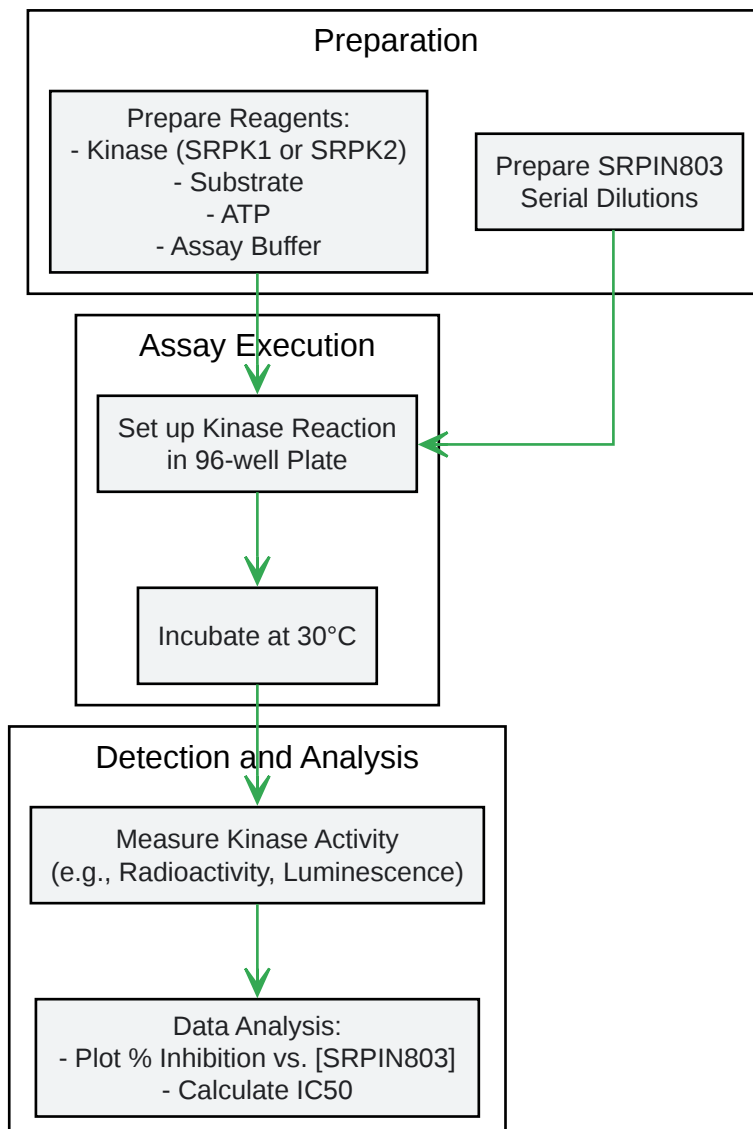 Preparation
Prepare Reagents:
- Kinase (SRPK1 or SRPK2)
- Substrate
- ATP
- Assay Buffer
Prepare SRPIN803
Serial Dilutions
Assay Execution
Set up Kinase Reaction
in 96-well Plate
Incubate at 30°C
Detection and Analysis
Measure Kinase Activity
(e.g., Radioactivity, Luminescence)
Data Analysis:
- Plot % Inhibition vs. [SRPIN803]
- Calculate IC50